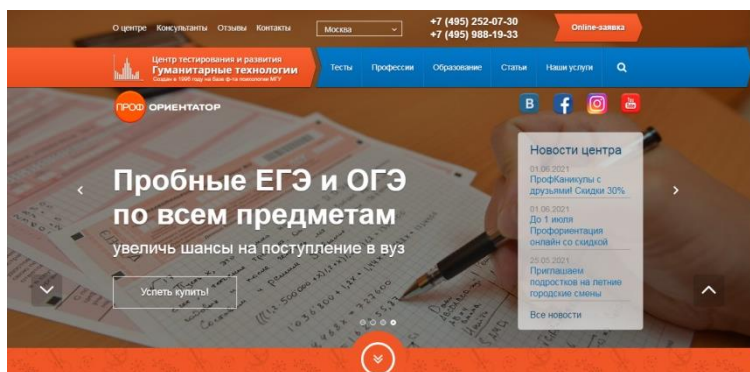 О центре Консультанты Отзывы Контакты
Москва
+7 (495) 252-07-30
+7 (495) 988-19-33
Online-заявка
Центр тестирования и развития
Гуманитарные технологии
Создан в 1990 году на базе ф-та психологии МГУ
Тесты Профессии Образование Статьи Наши услуги
ПРОФ ОРИЕНТАТОР
Пробные ЕГЭ и ОГЭ
по всем предметам
увеличь шансы на поступление в вуз
Успеть купить!
Новости центра
01.06.2021
ПрофКаникулы с
друзьями! Скидки 30%
01.06.2021
До 1 июля
Профориентация
онлайн со скидкой
25.05.2021
Приглашаем
подростков на летние
городские смены
Все новости